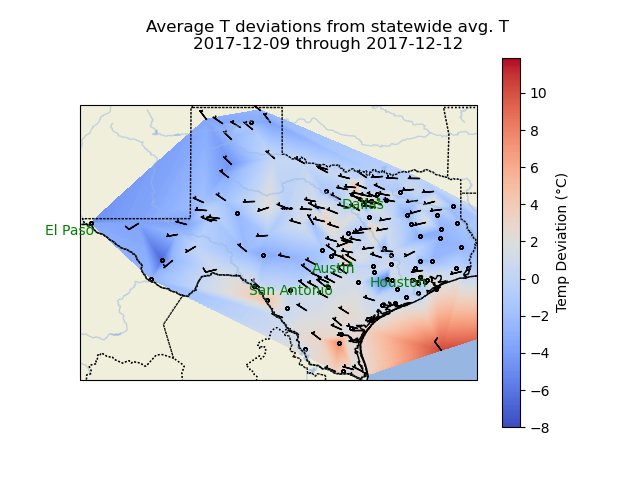 Average T deviations from statewide avg. T
2017-12-09 through 2017-12-12
10
8
6
4
2
0
−2
−4
−6
−8
Temp Deviation (°C)
Dallas
El Paso
Austin
Houston
San Antonio